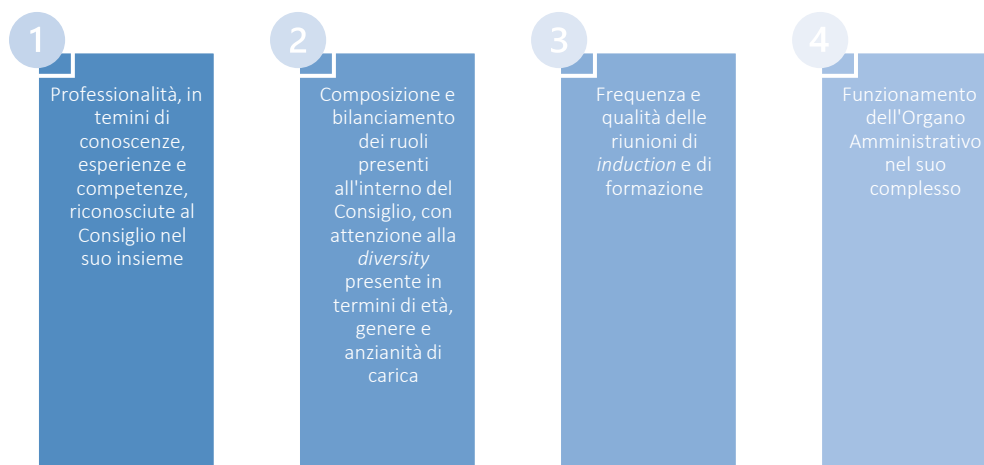 1
Professionalità, in
temini di
conoscenze,
esperienze e
competenze,
riconosciute al
Consiglio nel
suo insieme
2
Composizione e
bilanciamento
dei ruoli
presenti
all'interno del
Consiglio, con
attenzione alla
diversity
presente in
termini di età,
genere e
anzianità di
carica
3
Frequenza e
qualità delle
riunioni di
induction e di
formazione
4
Funzionamento
dell'Organo
Amministrativo
nel suo
complesso